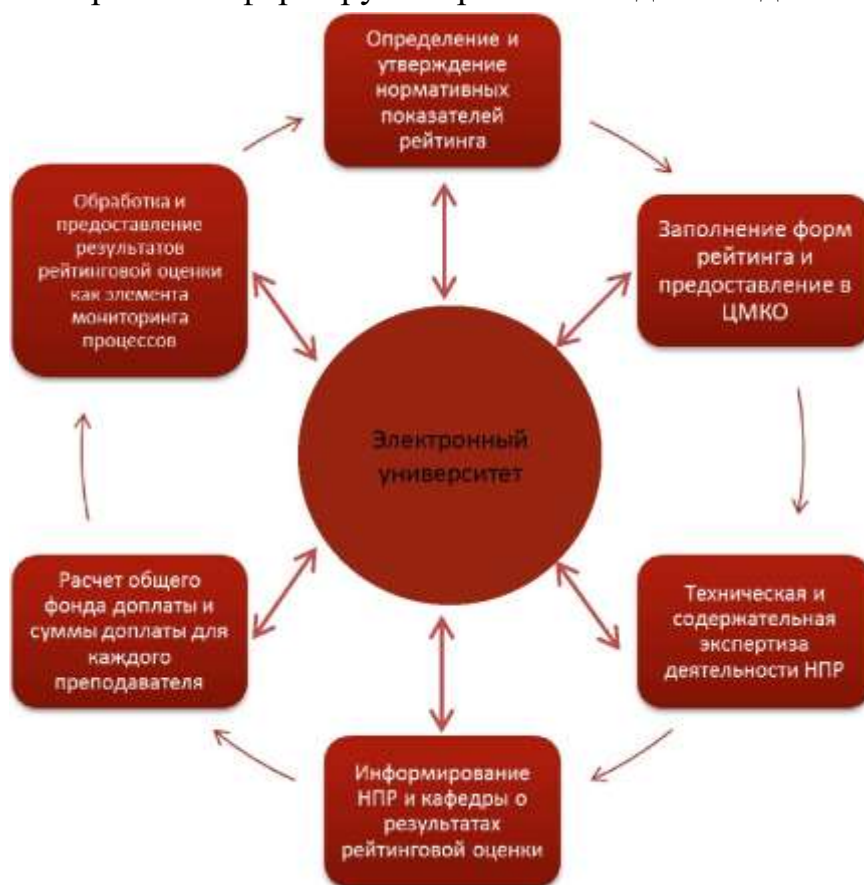 Определение и
утверждение
нормативных
показателей
рейтинга
Заполнение форм
рейтинга и
предоставление в
ЦМКО
Техническая и
содержательная
экспертиза
деятельности НПР
Информирование
НПР и кафедры о
результатах
рейтинговой оценки
Расчет общего
фонда доплаты и
суммы доплаты для
каждого
преподавателя
Обработка и
предоставление
результатов
рейтинговой оценки
как элемента
мониторинга
процессов
Электронный
университет